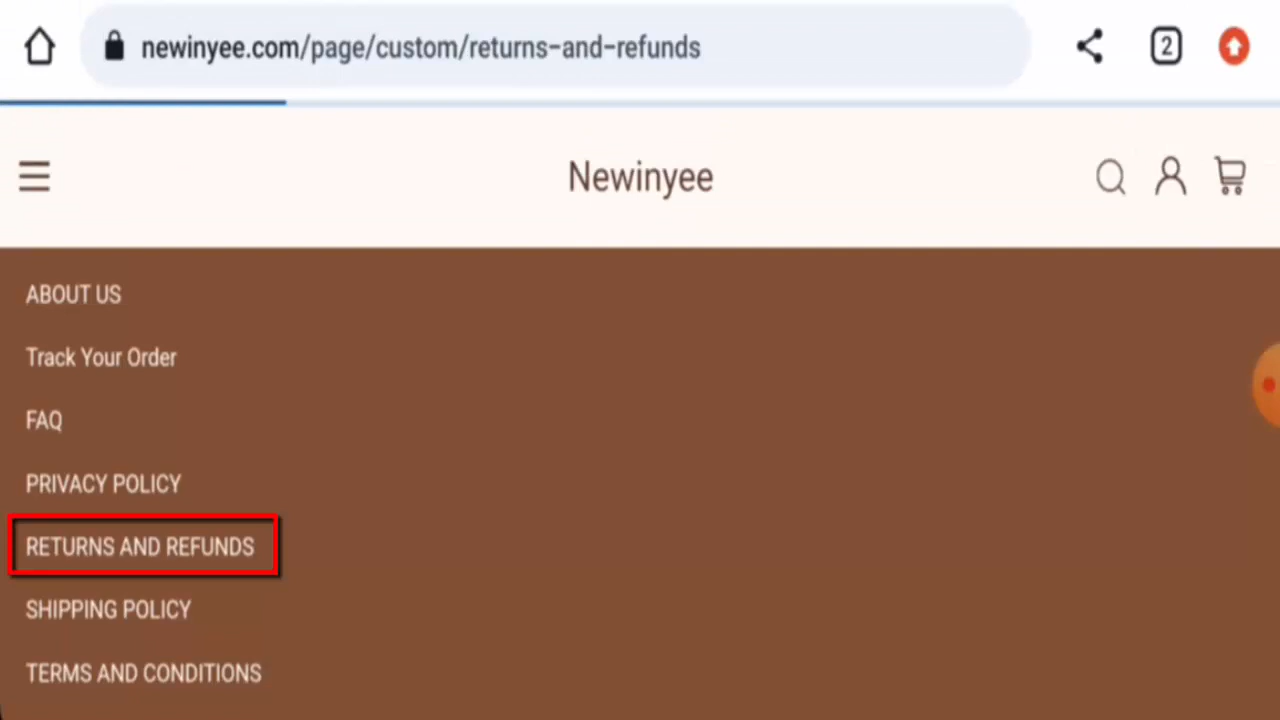 newinyee.com/page/custom/returns-and-refunds
2
Newinyee
ABOUT US
Track Your Order
FAQ
PRIVACY POLICY
RETURNS AND REFUNDS
SHIPPING POLICY
TERMS AND CONDITIONS